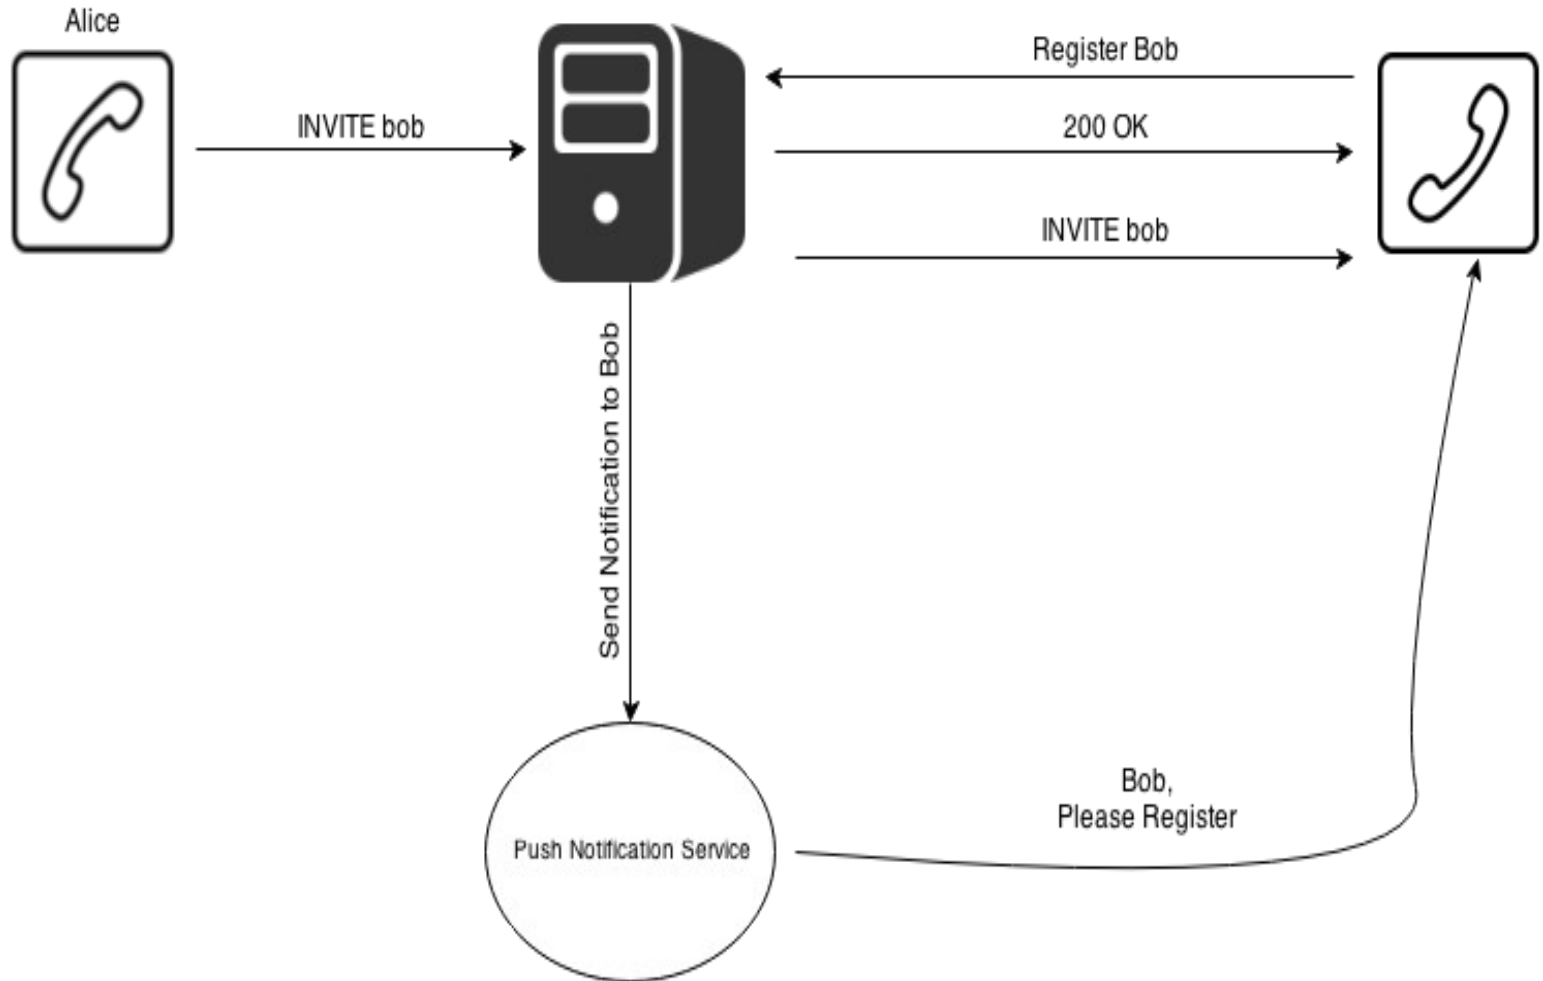 Alice
INVITE bob
Register Bob
200 OK
INVITE bob
Send Notification to Bob
Push Notification Service
Bob,
Please Register